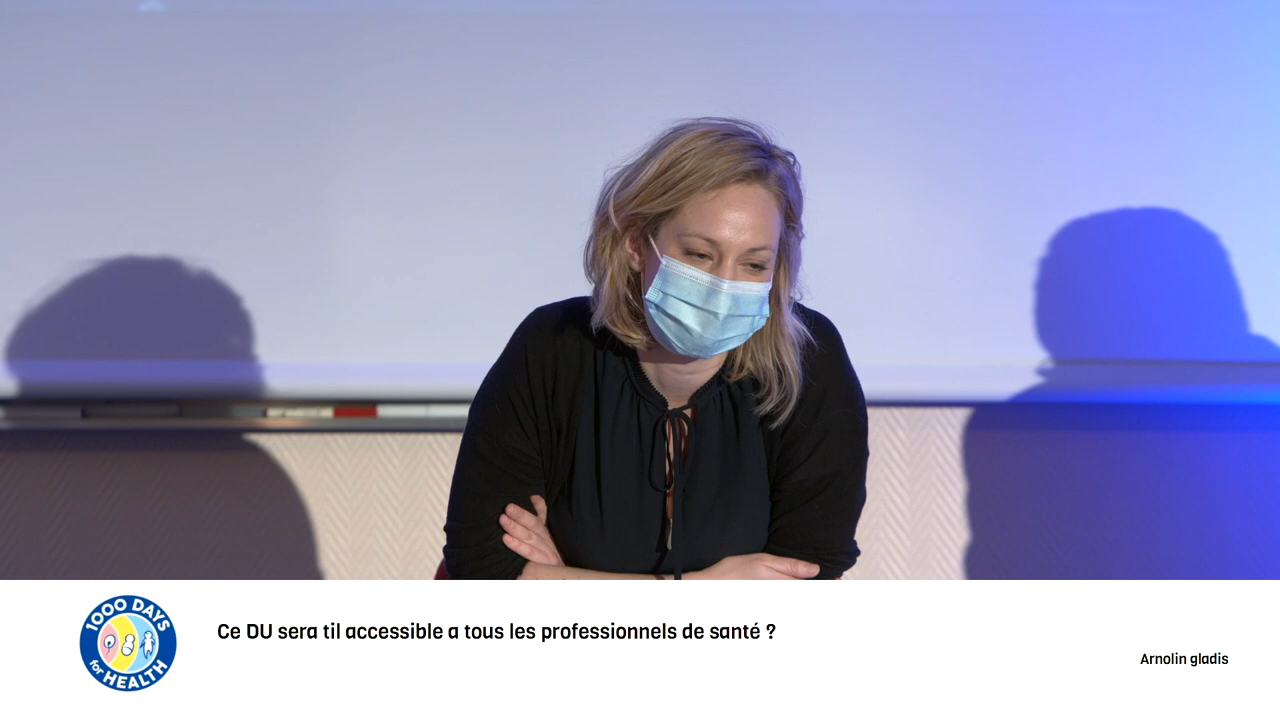 1000 DAYS
for HEALTH
Ce DU sera til accessible a tous les professionnels de santé ?
Arnolin gladis